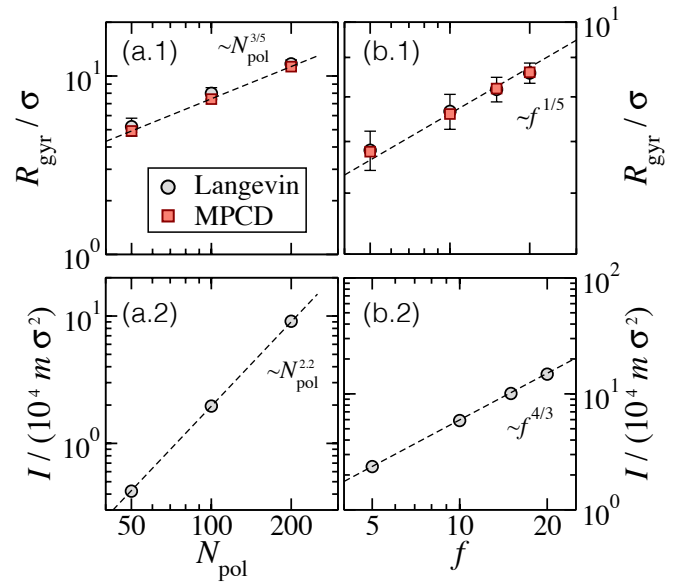 (a.1)
~N_pol^{3/5}
10^1
10^0
R_gyr / σ
Langevin
MPCD
(b.1)
~f^{1/5}
10^1
R_gyr / σ
(a.2)
~N_pol^{2.2}
10^1
10^0
I / (10^4 m σ^2)
50
100
200
N_pol
(b.2)
~f^{4/3}
10^2
10^1
10^0
I / (10^4 m σ^2)
5
10
20
f